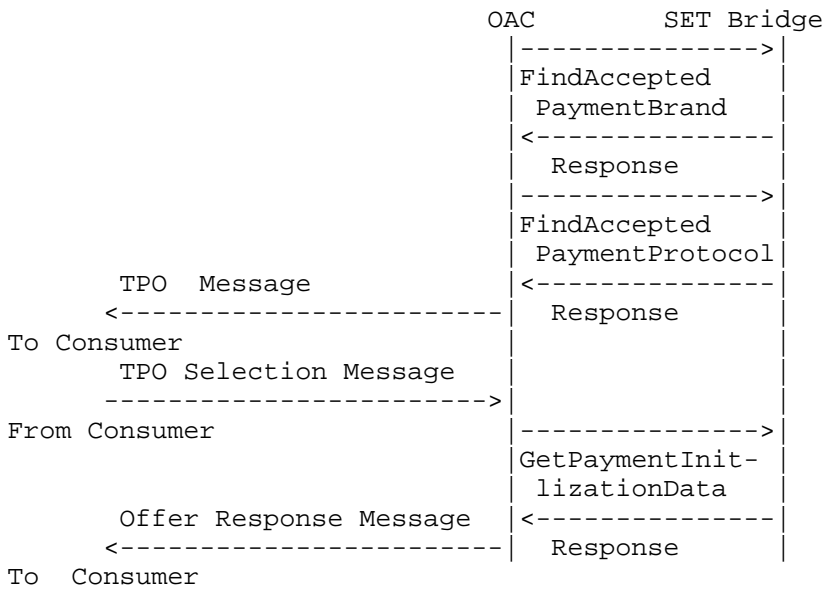 OAC        SET Bridge
|--------------->|
|FindAccepted    |
| PaymentBrand   |
|<---------------|
|  Response      |
|--------------->|
|FindAccepted    |
| PaymentProtocol|
TPO  Message             |<---------------|
<------------------------|  Response      |
To Consumer                    |                |
TPO Selection Message    |                |
------------------------>|                |
From Consumer                  |--------------->|
|GetPaymentInit- |
| lizationData   |
Offer Response Message   |<---------------|
<------------------------|  Response      |
To  Consumer